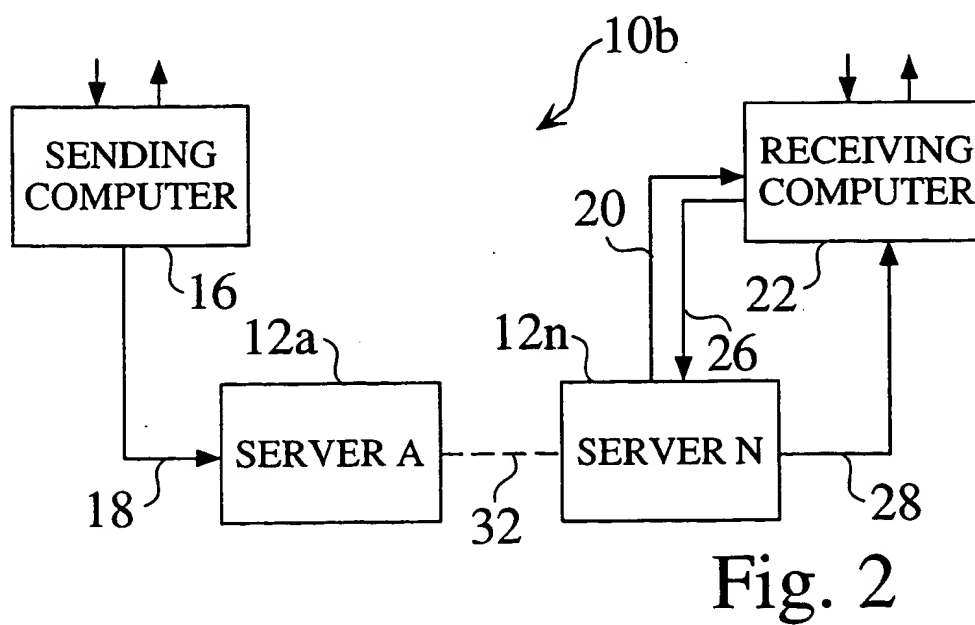 10b
SENDING
COMPUTER
RECEIVING
COMPUTER
20
16
22
12a
12n
26
SERVER A
SERVER N
18
32
28
Fig. 2